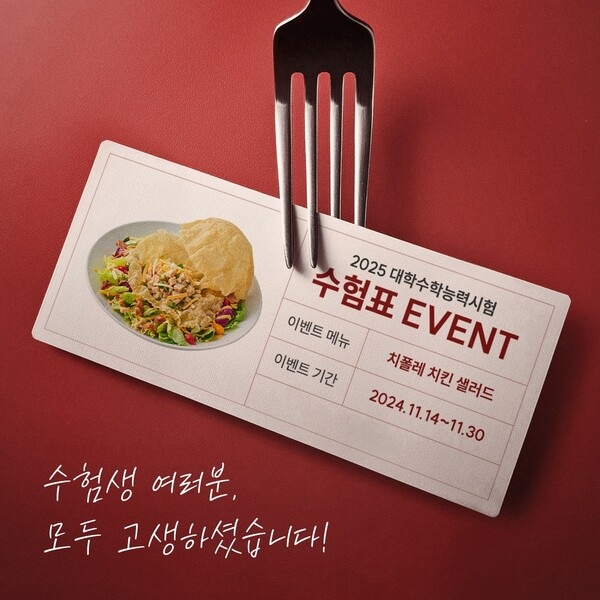 2025 대학수학능력시험
수험표 EVENT
이벤트 메뉴
치폴레 치킨 샐러드
이벤트 기간
2024.11.14~11.30
수험생 여러분,
모두 고생하셨습니다!